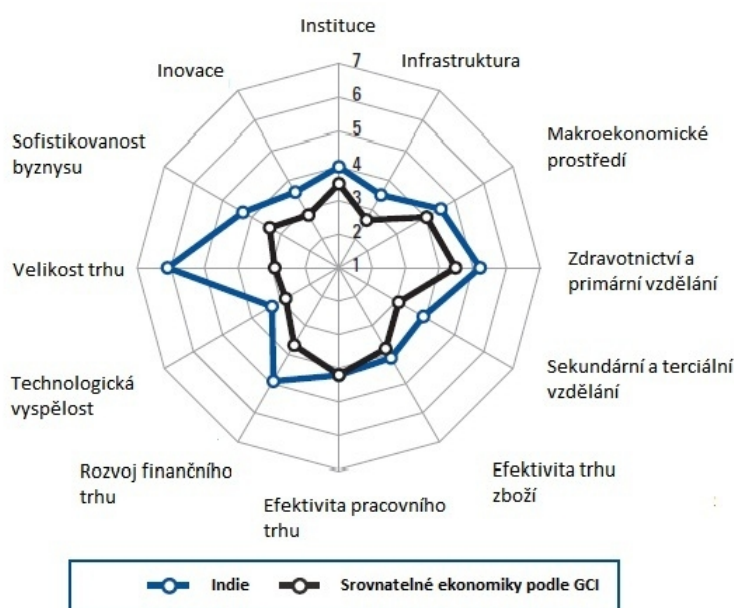 Instituce
Infrastruktura
Makroekonomické
prostředí
Zdravotnictví a
primární vzdělání
Sekundární a terciální
vzdělání
Efektivita trhu
zboží
Efektivita pracovního
trhu
Rozvoj finančního
trhu
Technologická
vyspělost
Velikost trhu
Sofistikovanost
byznysu
Inovace
7
6
5
4
3
2
1
Indie
Srovnatelné ekonomiky podle GCI